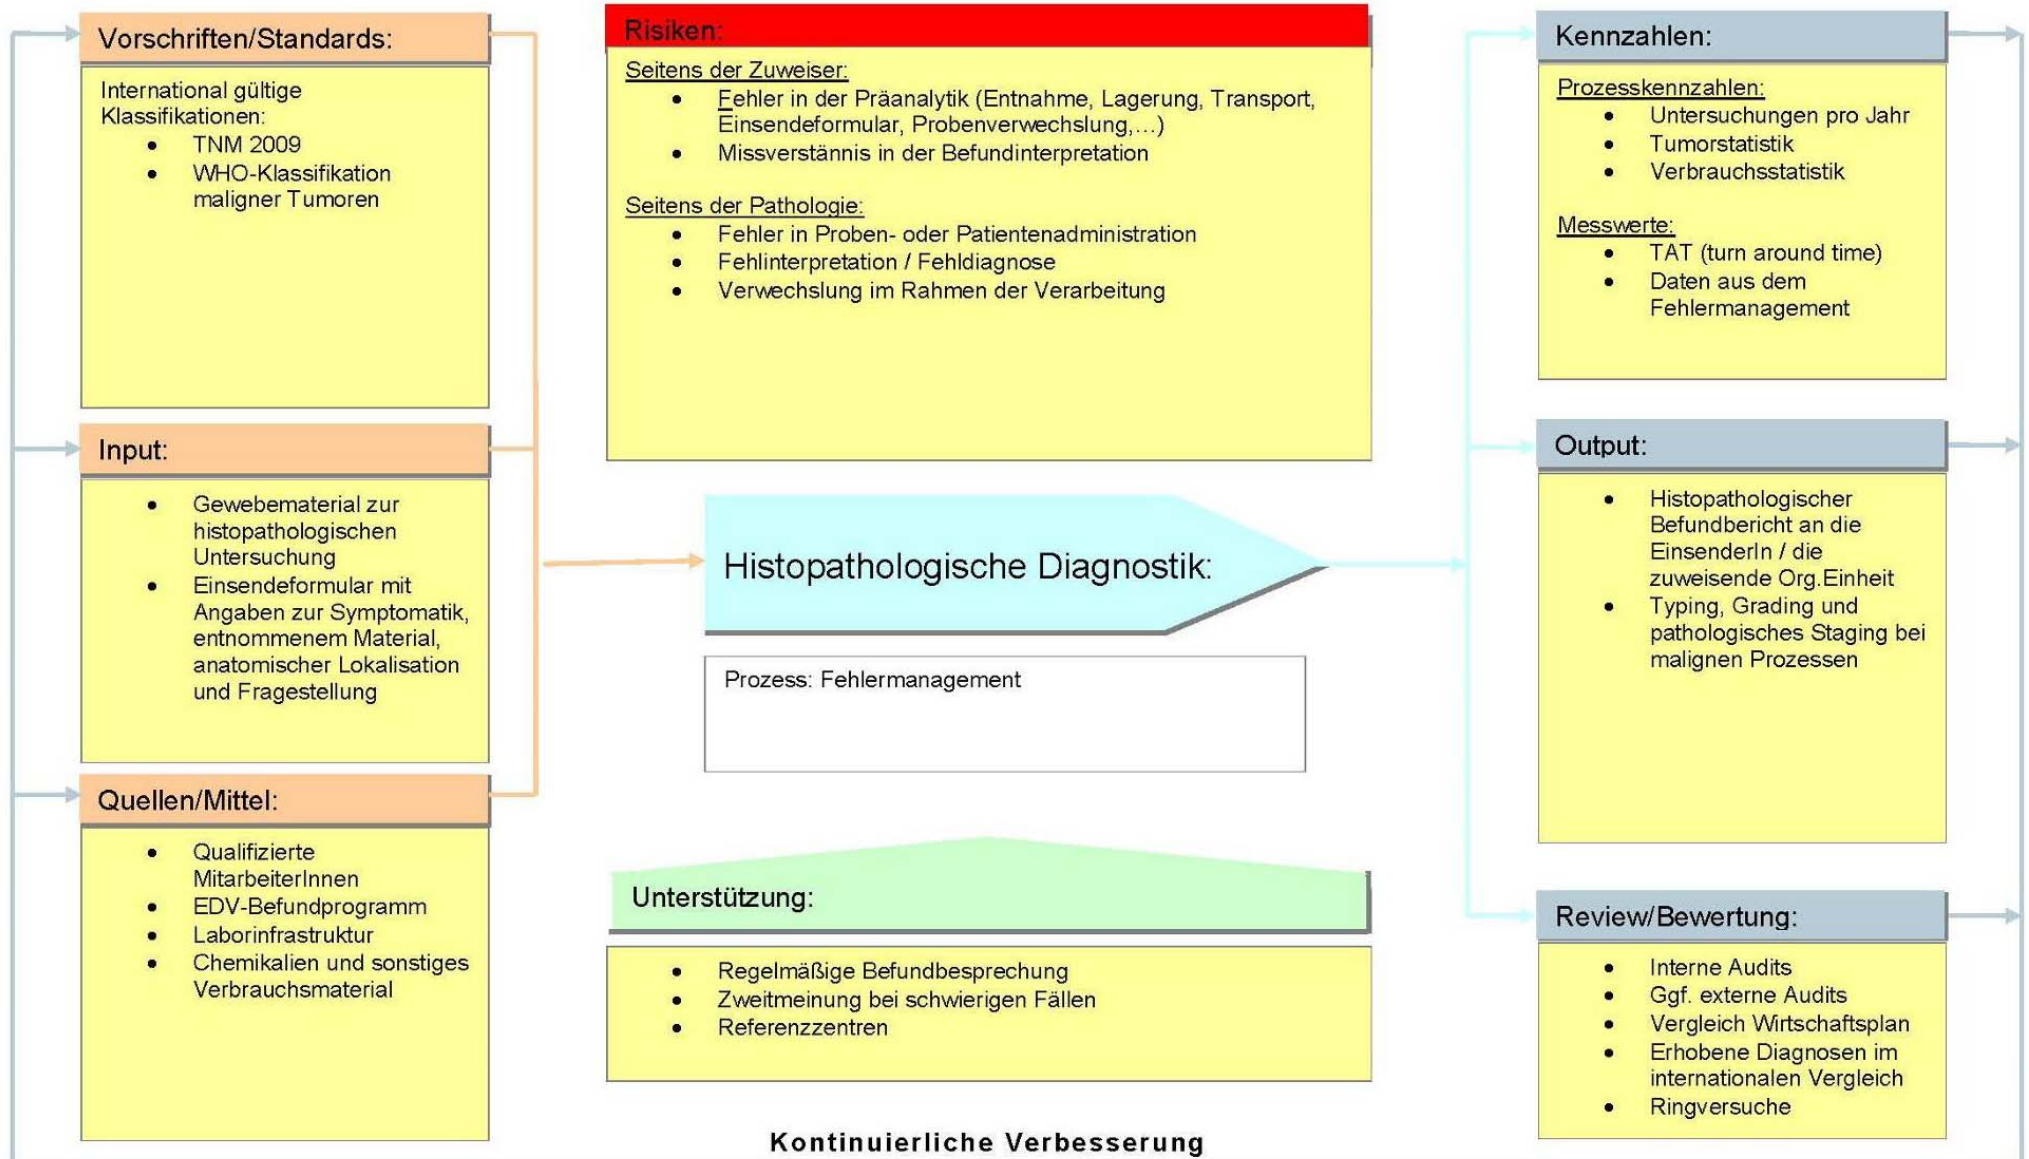 Vorschriften/Standards:
International gültige
Klassifikationen:
• TNM 2009
• WHO-Klassifikation
maligner Tumoren
Input:
• Gewebematerial zur
histopathologischen
Untersuchung
• Einsendeformular mit
Angaben zur Symptomatik,
entnommenem Material,
anatomischer Lokalisation
und Fragestellung
Quellen/Mittel:
• Qualifizierte
MitarbeiterInnen
• EDV-Befundprogramm
• Laborinfrastruktur
• Chemikalien und sonstiges
Verbrauchsmaterial
Risiken:
Seitens der Zuweiser:
• Fehler in der Präanalytik (Entnahme, Lagerung, Transport,
Einsendeformular, Probenverwechslung,…)
• Missverstännis in der Befundinterpretation
Seitens der Pathologie:
• Fehler in Proben- oder Patientenadministration
• Fehlinterpretation / Fehldiagnose
• Verwechslung im Rahmen der Verarbeitung
Histopathologische Diagnostik:
Prozess: Fehlermanagement
Unterstützung:
• Regelmäßige Befundbesprechung
• Zweitmeinung bei schwierigen Fällen
• Referenzzentren
Kennzahlen:
Prozesskennzahlen:
• Untersuchungen pro Jahr
• Tumorstatistik
• Verbrauchsstatistik
Messwerte:
• TAT (turn around time)
• Daten aus dem
Fehlermanagement
Output:
• Histopathologischer
Befundbericht an die
EinsenderIn / die
zuweisende Org.Einheit
• Typing, Grading und
pathologisches Staging bei
malignen Prozessen
Review/Bewertung:
• Interne Audits
• Ggf. externe Audits
• Vergleich Wirtschaftsplan
• Erhobene Diagnosen im
internationalen Vergleich
• Ringversuche
Kontinuierliche Verbesserung